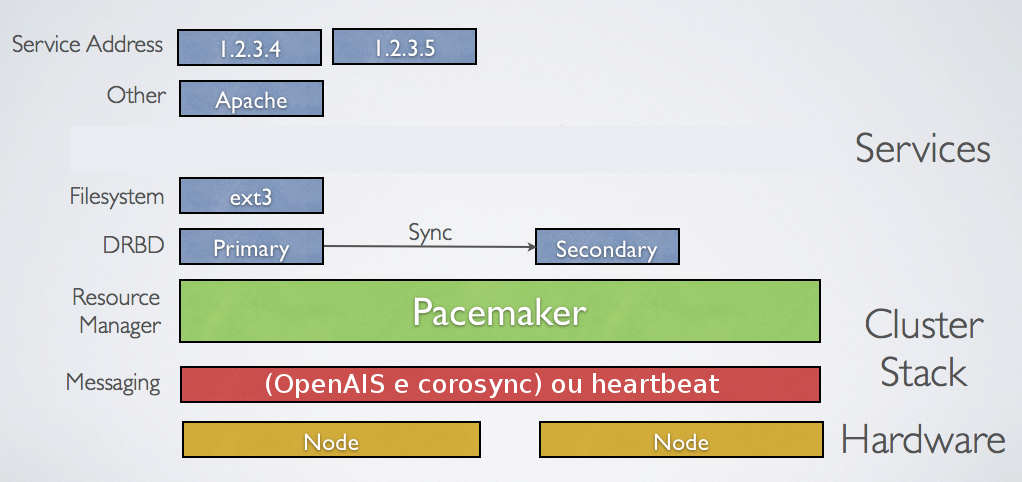 Service Address
1.2.3.4
1.2.3.5
Other
Apache
Services
Filesystem
ext3
DRBD
Primary
Sync
Secondary
Resource
Manager
Pacemaker
Cluster
Stack
Messaging
(OpenAIS e corosync) ou heartbeat
Node
Node
Hardware